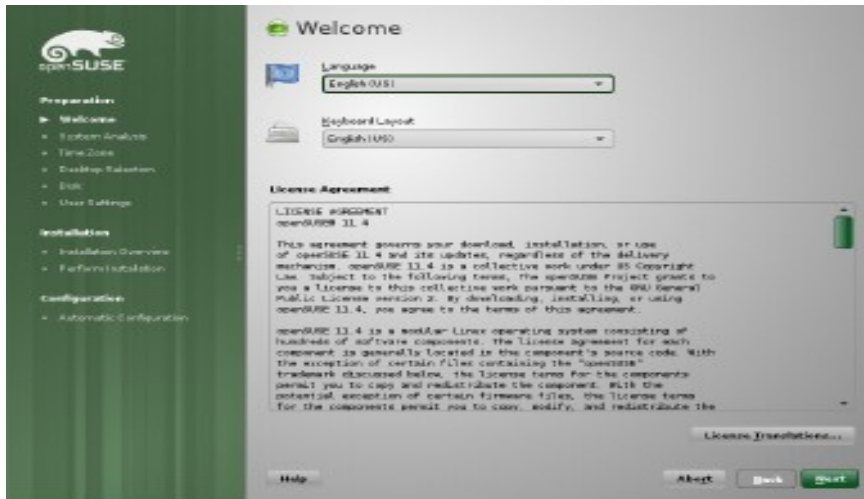 openSUSE
Preparation
Welcome
System Analysis
Time Zone
Desktop Selection
Disk
User Settings
Installation
Installation Overview
Perform Installation
Configuration
Automatic Configuration
Welcome
Language
English (US)
Keyboard Layout
English (US)
License Agreement
LICENSE AGREEMENT
openSUSE® 11.4
This agreement governs your download, installation, or use
of openSUSE 11.4 and its updates, regardless of the delivery
mechanism. openSUSE 11.4 is a collective work under US Copyright
Law. Subject to the following terms, The openSUSE Project grants to
you a license to this collective work pursuant to the GNU General
Public License version 2. By downloading, installing, or using
openSUSE 11.4, you agree to the terms of this agreement.
openSUSE 11.4 is a modular Linux operating system consisting of
hundreds of software components. The license agreement for each
component is generally located in the component's source code. With
the exception of certain files containing the "openSUSE"
trademark discussed below, the license terms for the components
permit you to copy and redistribute the component. With the
potential exception of certain firmware files, the license terms
for the components permit you to copy, modify, and redistribute the
License Translations...
Help
Abort
Back
Next